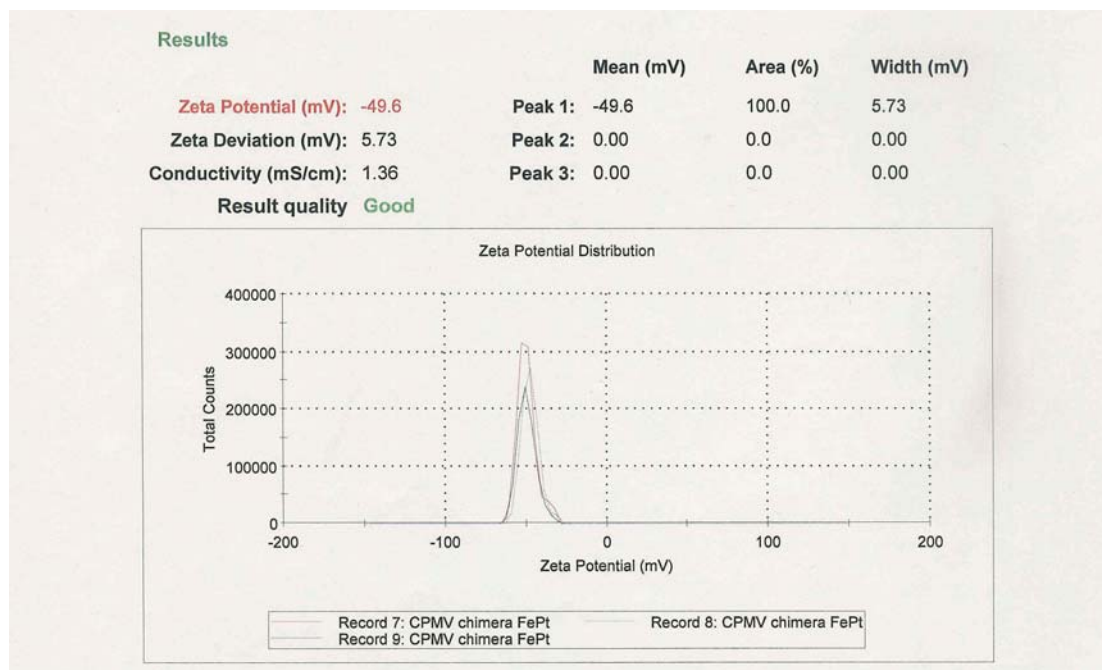 Results
Mean (mV) Area (%) Width (mV)
Zeta Potential (mV): -49.6 Peak 1: -49.6 100.0 5.73
Zeta Deviation (mV): 5.73 Peak 2: 0.00 0.0 0.00
Conductivity (mS/cm): 1.36 Peak 3: 0.00 0.0 0.00
Result quality Good
Zeta Potential Distribution
400000
300000
200000
100000
0
Total Counts
-200 -100 0 100 200
Zeta Potential (mV)
Record 7: CPMV chimera FePt Record 8: CPMV chimera FePt
Record 9: CPMV chimera FePt